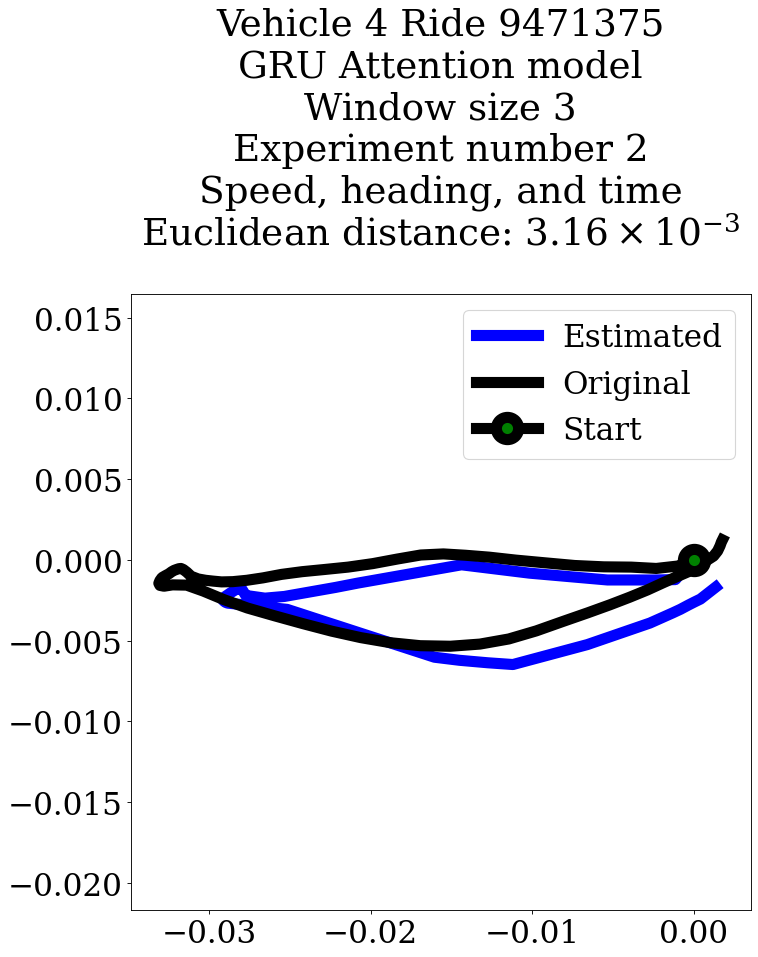 Vehicle 4 Ride 9471375
GRU Attention model
Window size 3
Experiment number 2
Speed, heading, and time
Euclidean distance: 3.16 × 10⁻³
Estimated
Original
Start
0.015
0.010
0.005
0.000
−0.005
−0.010
−0.015
−0.020
−0.03
−0.02
−0.01
0.00